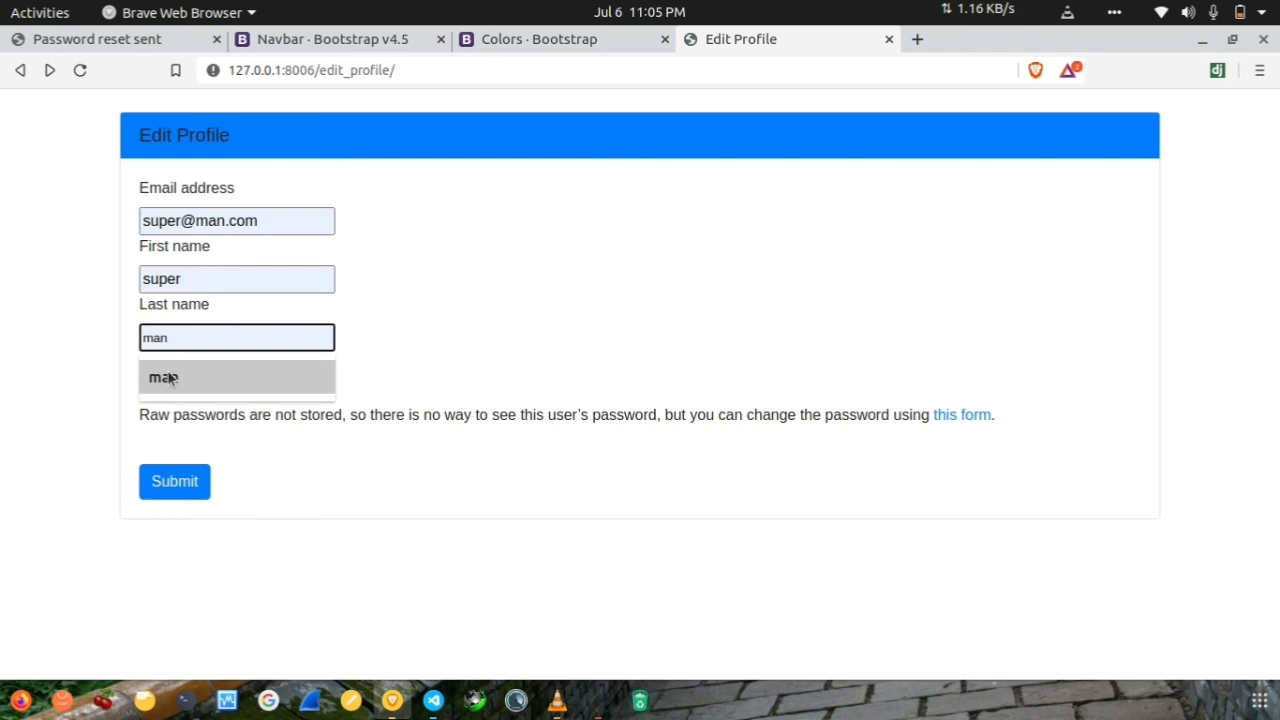 Activities Brave Web Browser Jul 6 11:05 PM 1.16 KB/s
Password reset sent Navbar · Bootstrap v4.5 Colors · Bootstrap Edit Profile
127.0.0.1:8006/edit_profile/ 2 dj
Edit Profile
Email address
super@man.com
First name
super
Last name
man
man
Raw passwords are not stored, so there is no way to see this user’s password, but you can change the password using this form.
Submit